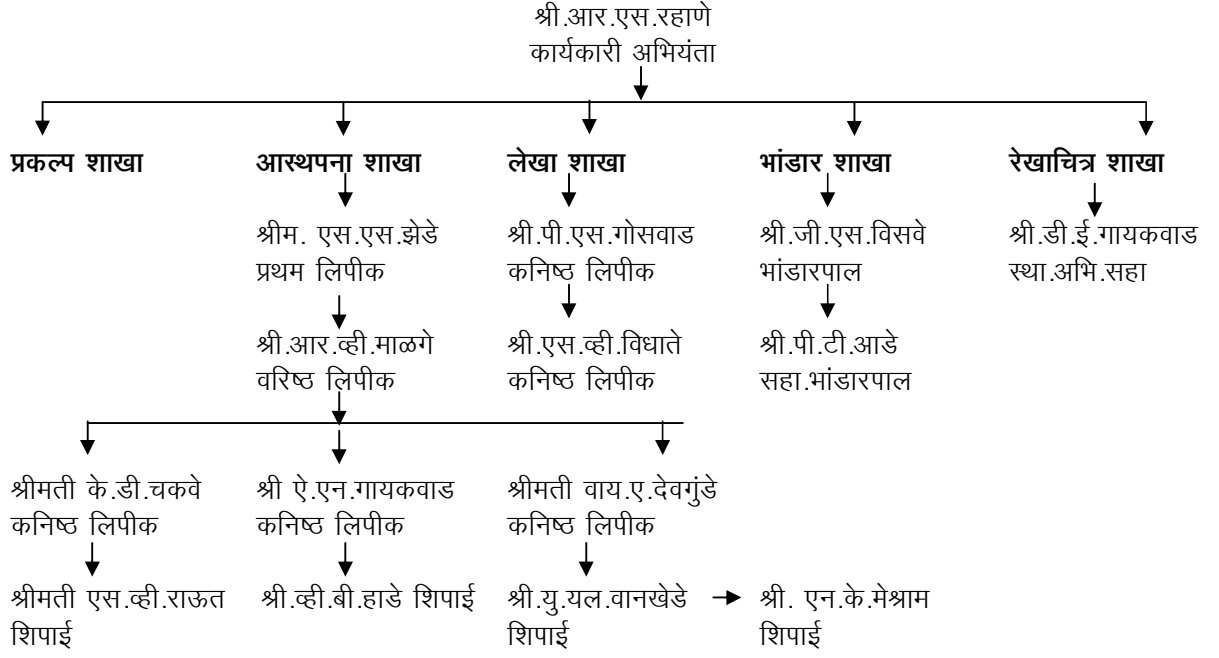 श्री.आर.एस.रहाणे
कार्यकारी अभियंता
प्रकल्प शाखा
आस्थपना शाखा
लेखा शाखा
भांडार शाखा
रेखाचित्र शाखा
श्रीम. एस.एस.झेडे
प्रथम लिपीक
श्री.पी.एस.गोसवाड
कनिष्ठ लिपीक
श्री.जी.एस.विसवे
भांडारपाल
श्री.डी.ई.गायकवाड
स्था.अभि.सहा
श्री.आर.व्ही.माळगे
वरिष्ठ लिपीक
श्री.एस.व्ही.विधाते
कनिष्ठ लिपीक
श्री.पी.टी.आडे
सहा.भांडारपाल
श्रीमती के.डी.चकवे
कनिष्ठ लिपीक
श्री ऐ.एन.गायकवाड
कनिष्ठ लिपीक
श्रीमती वाय.ए.देवगुंडे
कनिष्ठ लिपीक
श्रीमती एस.व्ही.राऊत
शिपाई
श्री.व्ही.बी.हाडे शिपाई
श्री.यु.यल.वानखेडे
शिपाई
श्री. एन.के.मेश्राम
शिपाई